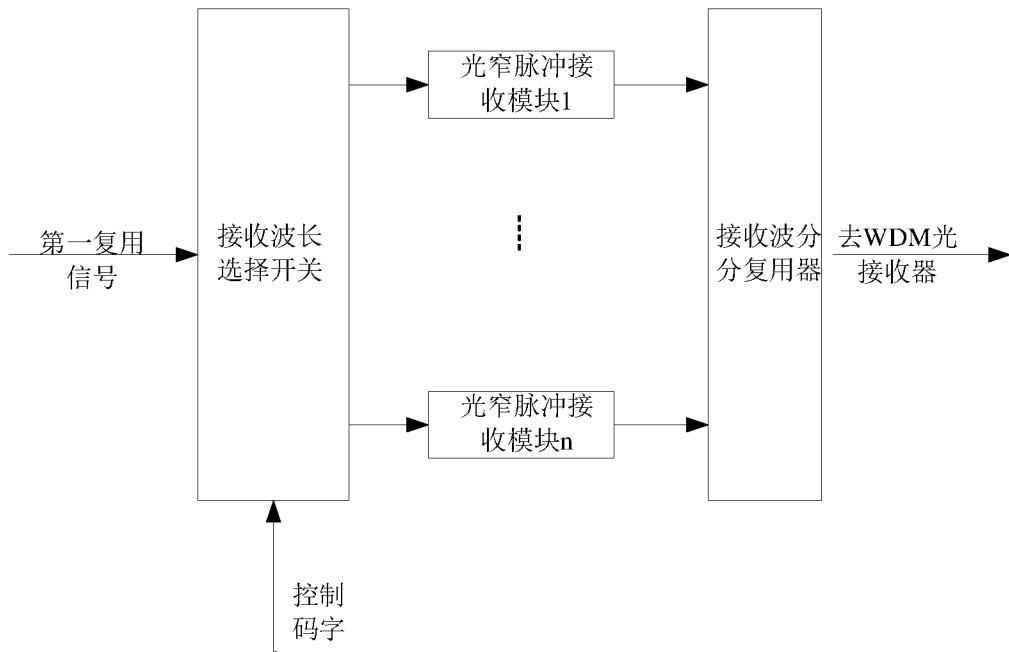 光窄脉冲接
收模块1
第一复用
信号
接收波长
选择开关
接收波分
分复用器
去WDM光
接收器
光窄脉冲接
收模块n
控制
码字